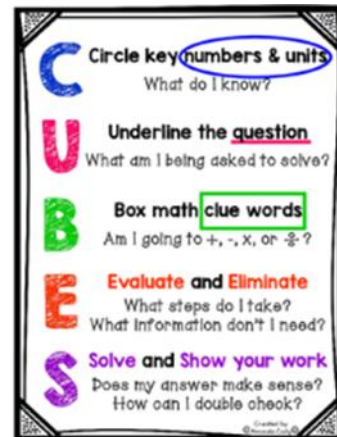 C Circle key numbers & units
What do I know?
U Underline the question
What am I being asked to solve?
B Box math clue words
Am I going to +, -, x, or ÷?
E Evaluate and Eliminate
What steps do I take?
What information don't I need?
S Solve and Show your work
Does my answer make sense?
How can I double check?
Created by